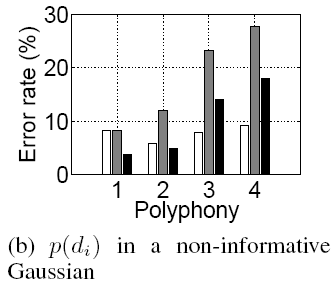 30
20
10
0
Error rate (%)
1 2 3 4
Polyphony
(b) p(d_i) in a non-informative
Gaussian